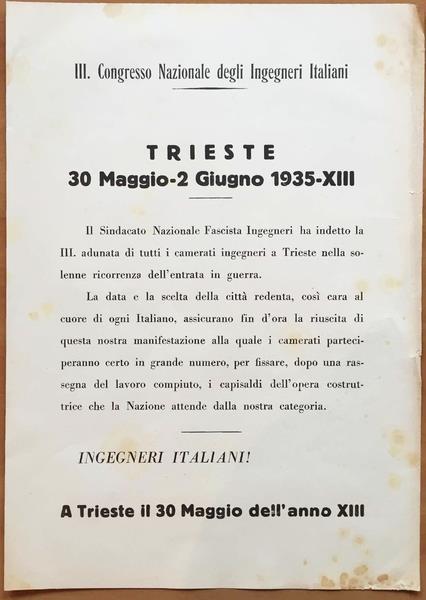 III. Congresso Nazionale degli Ingegneri Italiani
TRIESTE
30 Maggio-2 Giugno 1935-XIII
Il Sindacato Nazionale Fascista Ingegneri ha indetto la
III. adunata di tutti i camerati ingegneri a Trieste nella so-
lenne ricorrenza dell'entrata in guerra.
La data e la scelta della città redenta, così cara al
cuore di ogni Italiano, assicurano fin d'ora la riuscita di
questa nostra manifestazione alla quale i camerati parteci-
peranno certo in grande numero, per fissare, dopo una ras-
segna del lavoro compiuto, i capisaldi dell'opera costrut-
trice che la Nazione attende dalla nostra categoria.
INGEGNERI ITALIANI!
A Trieste il 30 Maggio dell'anno XIII